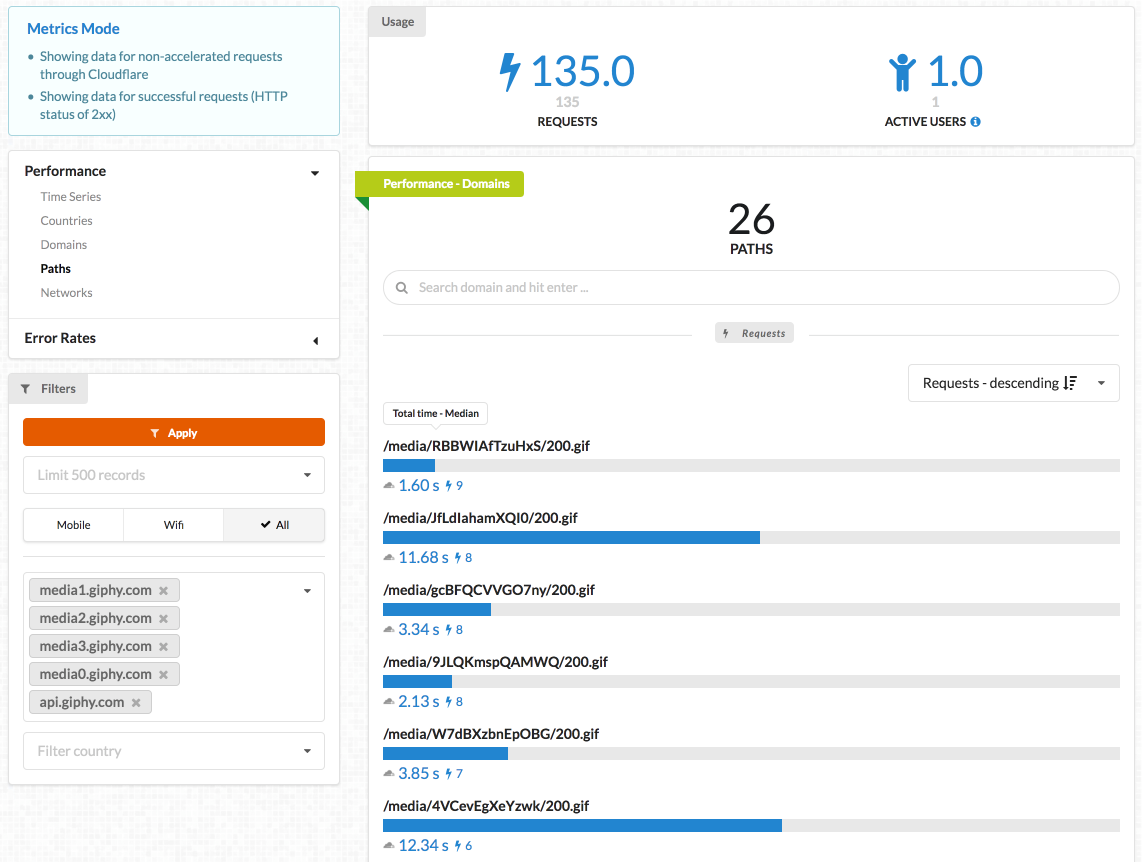 Metrics Mode
Showing data for non-accelerated requests
through Cloudflare
Showing data for successful requests (HTTP
status of 2xx)
Performance
Time Series
Countries
Domains
Paths
Networks
Error Rates
Filters
Apply
Limit 500 records
Mobile Wifi All
media1.giphy.com
media2.giphy.com
media3.giphy.com
media0.giphy.com
api.giphy.com
Filter country
Usage
135.0
135
REQUESTS
1.0
1
ACTIVE USERS
Performance - Domains
26
PATHS
Search domain and hit enter ...
Requests
Requests - descending
Total time - Median
/media/RBBWIAfTzuHxS/200.gif
1.60 s 9
/media/JfLdIahamXQI0/200.gif
11.68 s 8
/media/gcBFQCVVGO7ny/200.gif
3.34 s 8
/media/9JLQKmspQAMWQ/200.gif
2.13 s 8
/media/W7dBXzbnEpOBG/200.gif
3.85 s 7
/media/4VCevEgXeYzwk/200.gif
12.34 s 6